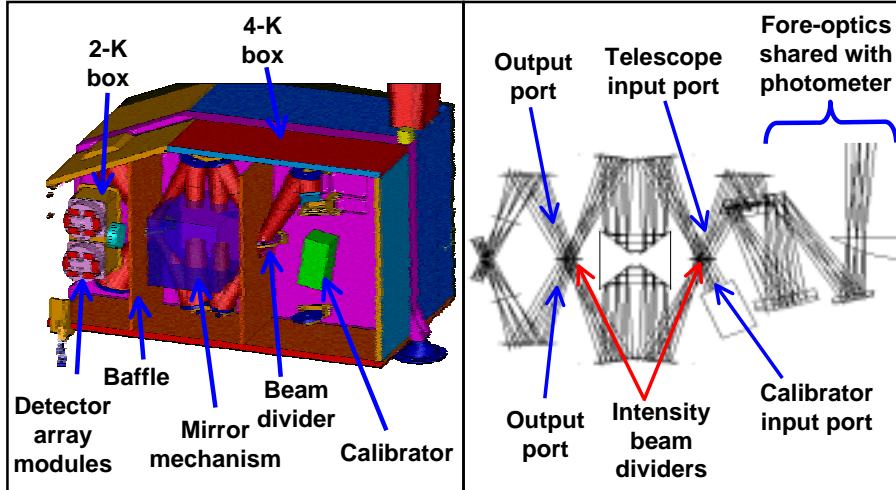 2-K
box
4-K
box
Detector
array
modules
Baffle
Mirror
mechanism
Beam
divider
Calibrator
Output
port
Telescope
input port
Fore-optics
shared with
photometer
Output
port
Intensity
beam
dividers
Calibrator
input port